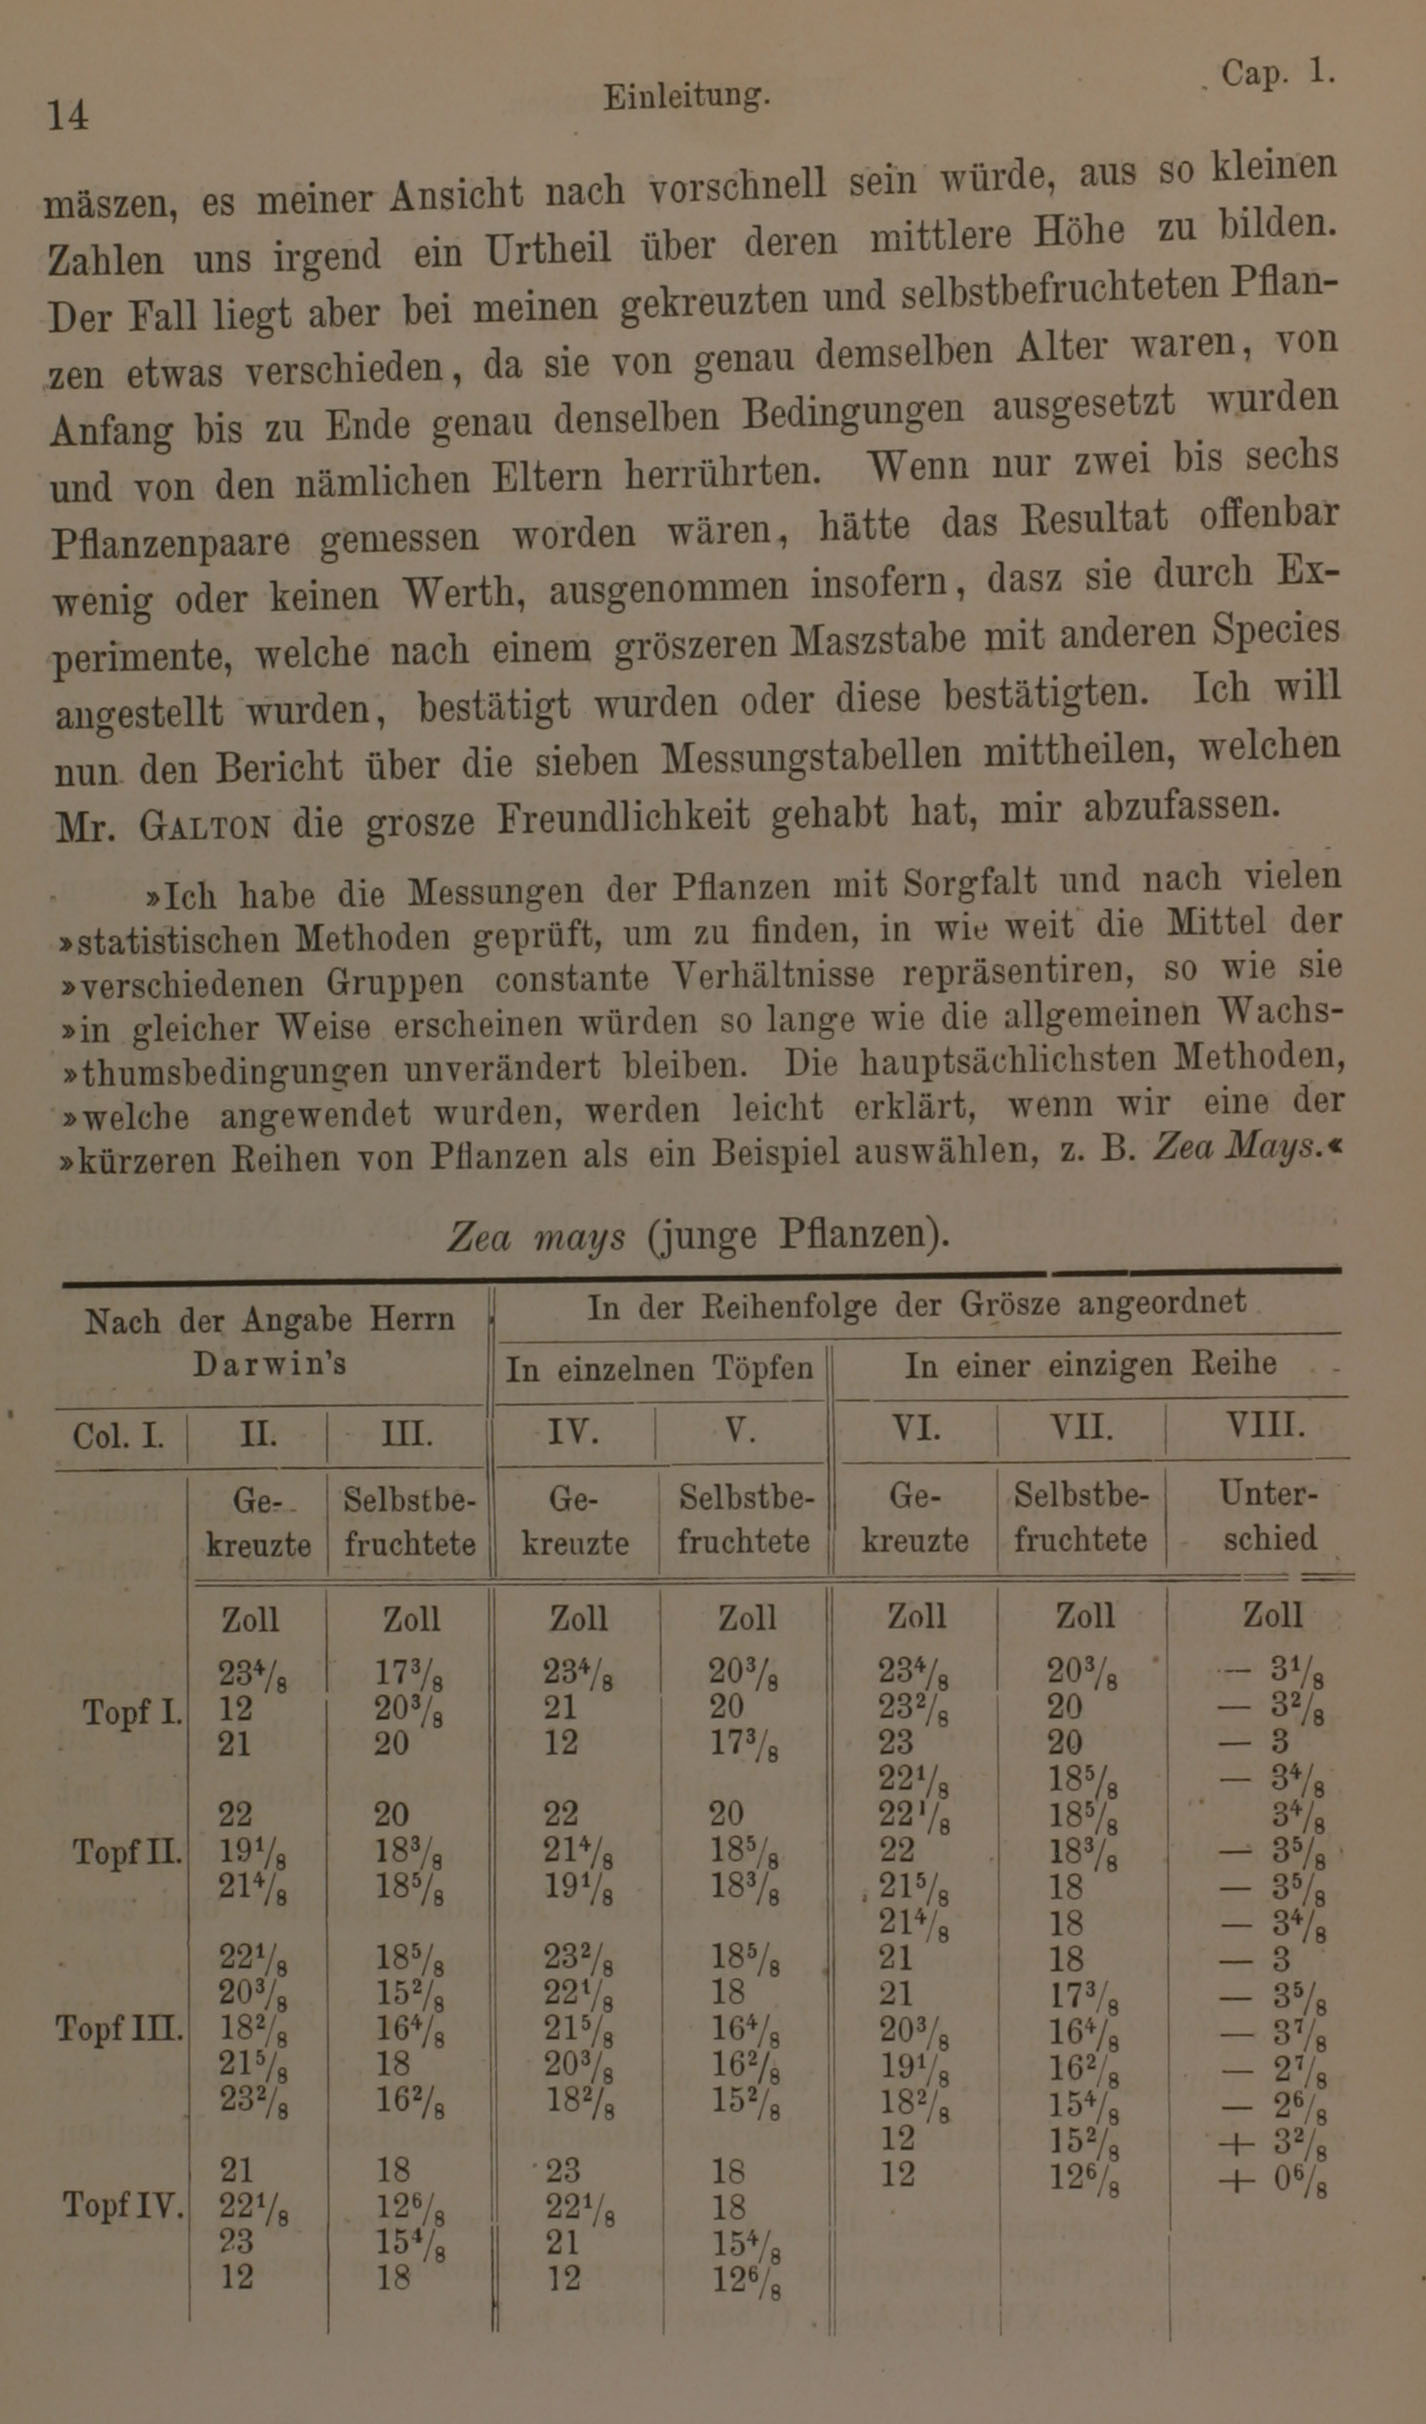 14 Einleitung. Cap. 1.
mäszen, es meiner Ansicht nach vorschnell sein würde, aus so kleinen
Zahlen uns irgend ein Urtheil über deren mittlere Höhe zu bilden.
Der Fall liegt aber bei meinen gekreuzten und selbstbefruchteten Pflan-
zen etwas verschieden, da sie von genau demselben Alter waren, von
Anfang bis zu Ende genau denselben Bedingungen ausgesetzt wurden
und von den nämlichen Eltern herrührten. Wenn nur zwei bis sechs
Pflanzenpaare gemessen worden wären, hätte das Resultat offenbar
wenig oder keinen Werth, ausgenommen insofern, dasz sie durch Ex-
perimente, welche nach einem gröszeren Maszstabe mit anderen Species
angestellt wurden, bestätigt wurden oder diese bestätigten. Ich will
nun den Bericht über die sieben Messungstabellen mittheilen, welchen
Mr. GALTON die grosze Freundlichkeit gehabt hat, mir abzufassen.
»Ich habe die Messungen der Pflanzen mit Sorgfalt und nach vielen
»statistischen Methoden geprüft, um zu finden, in wie weit die Mittel der
»verschiedenen Gruppen constante Verhältnisse repräsentiren, so wie sie
»in gleicher Weise erscheinen würden so lange wie die allgemeinen Wachs-
»thumsbedingungen unverändert bleiben. Die hauptsächlichsten Methoden,
»welche angewendet wurden, werden leicht erklärt, wenn wir eine der
»kürzeren Reihen von Pflanzen als ein Beispiel auswählen, z. B. Zea Mays.«
Zea mays (junge Pflanzen).
Nach der Angabe Herrn In der Reihenfolge der Grösze angeordnet
Darwin's In einzelnen Töpfen In einer einzigen Reihe
Col. I. II. III. IV. V. VI. VII. VIII.
Ge- Selbstbe- Ge- Selbstbe- Ge- Selbstbe- Unter-
kreuzte fruchtete kreuzte fruchtete kreuzte fruchtete schied
Zoll Zoll Zoll Zoll Zoll Zoll Zoll
23⁴/₈ 17³/₈ 23⁴/₈ 20³/₈ 23⁴/₈ 20³/₈ — 3¹/₈
Topf I. 12 20³/₈ 21 20 23²/₈ 20 — 3²/₈
21 20 12 17³/₈ 23 20 — 3
22¹/₈ 18⁵/₈ — 3⁴/₈
22 20 22 20 22¹/₈ 18⁵/₈ 3⁴/₈
Topf II. 19¹/₈ 18³/₈ 21⁴/₈ 18⁵/₈ 22 18³/₈ — 3⁵/₈
21⁴/₈ 18⁵/₈ 19¹/₈ 18³/₈ 21⁵/₈ 18 — 3⁵/₈
21⁴/₈ 18 — 3⁴/₈
22¹/₈ 18⁵/₈ 23²/₈ 18⁵/₈ 21 18 — 3
20³/₈ 15²/₈ 22¹/₈ 18 21 17³/₈ — 3⁵/₈
Topf III. 18²/₈ 16⁴/₈ 21⁵/₈ 16⁴/₈ 20³/₈ 16⁴/₈ — 3⁷/₈
21⁵/₈ 18 20³/₈ 16²/₈ 19¹/₈ 16²/₈ — 2⁷/₈
23²/₈ 16²/₈ 18²/₈ 15²/₈ 18²/₈ 15⁴/₈ — 2⁶/₈
12 15²/₈ + 3²/₈
21 18 23 18 12 12⁶/₈ + 0⁶/₈
Topf IV. 22¹/₈ 12⁶/₈ 22¹/₈ 18
23 15⁴/₈ 21 15⁴/₈
12 18 12 12⁶/₈